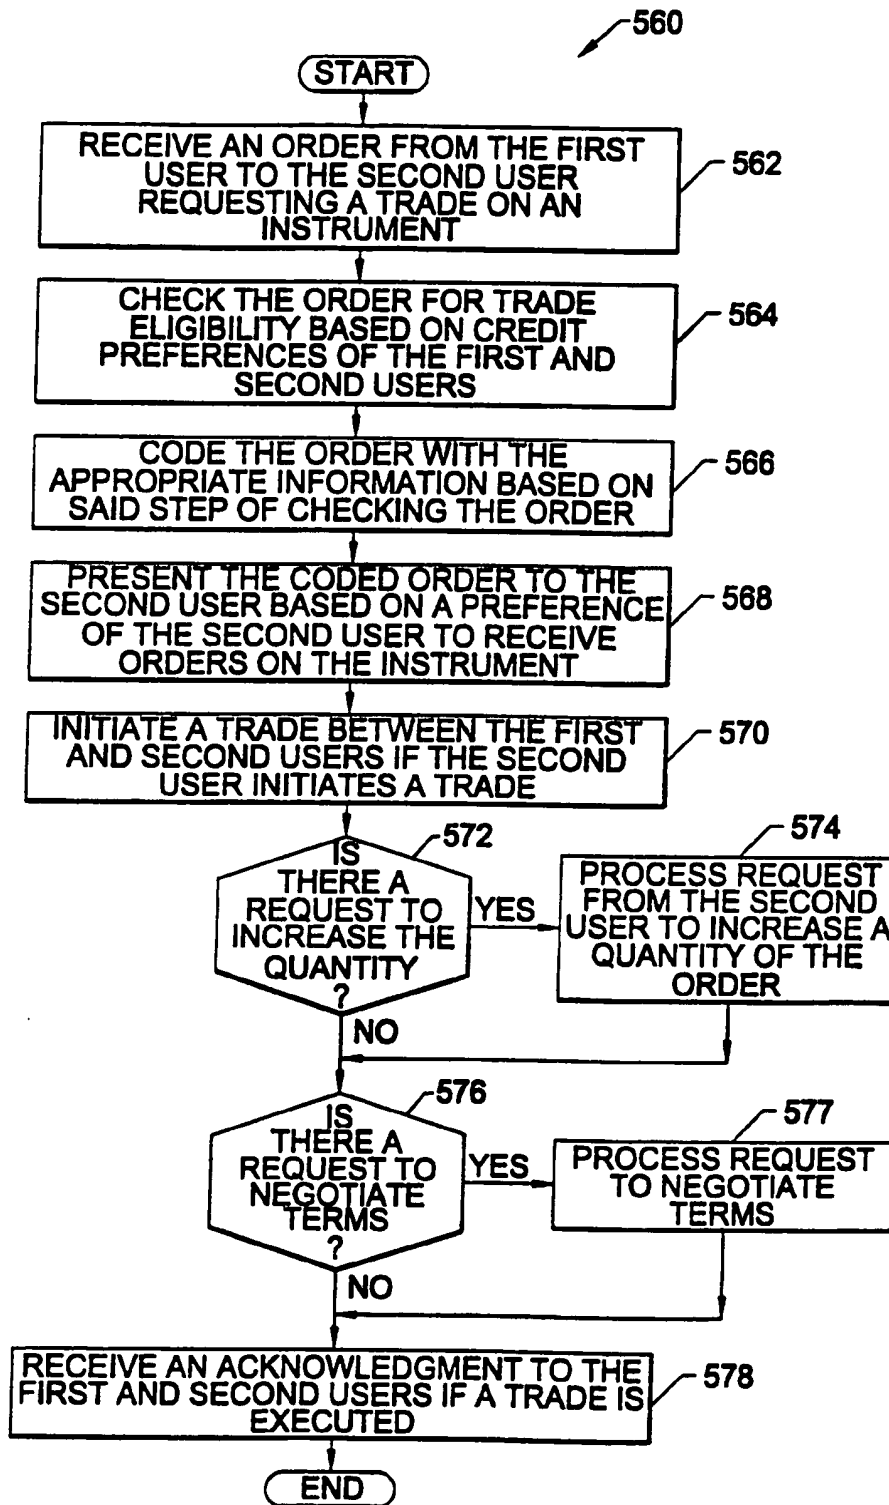 560
START
RECEIVE AN ORDER FROM THE FIRST
USER TO THE SECOND USER
REQUESTING A TRADE ON AN
INSTRUMENT
562
CHECK THE ORDER FOR TRADE
ELIGIBILITY BASED ON CREDIT
PREFERENCES OF THE FIRST AND
SECOND USERS
564
CODE THE ORDER WITH THE
APPROPRIATE INFORMATION BASED ON
SAID STEP OF CHECKING THE ORDER
566
PRESENT THE CODED ORDER TO THE
SECOND USER BASED ON A PREFERENCE
OF THE SECOND USER TO RECEIVE
ORDERS ON THE INSTRUMENT
568
INITIATE A TRADE BETWEEN THE FIRST
AND SECOND USERS IF THE SECOND
USER INITIATES A TRADE
570
572
IS
THERE A
REQUEST TO
INCREASE THE
QUANTITY
?
YES
NO
574
PROCESS REQUEST
FROM THE SECOND
USER TO INCREASE A
QUANTITY OF THE
ORDER
576
IS
THERE A
REQUEST TO
NEGOTIATE
TERMS
?
YES
NO
577
PROCESS REQUEST
TO NEGOTIATE
TERMS
RECEIVE AN ACKNOWLEDGMENT TO THE
FIRST AND SECOND USERS IF A TRADE IS
EXECUTED
578
END